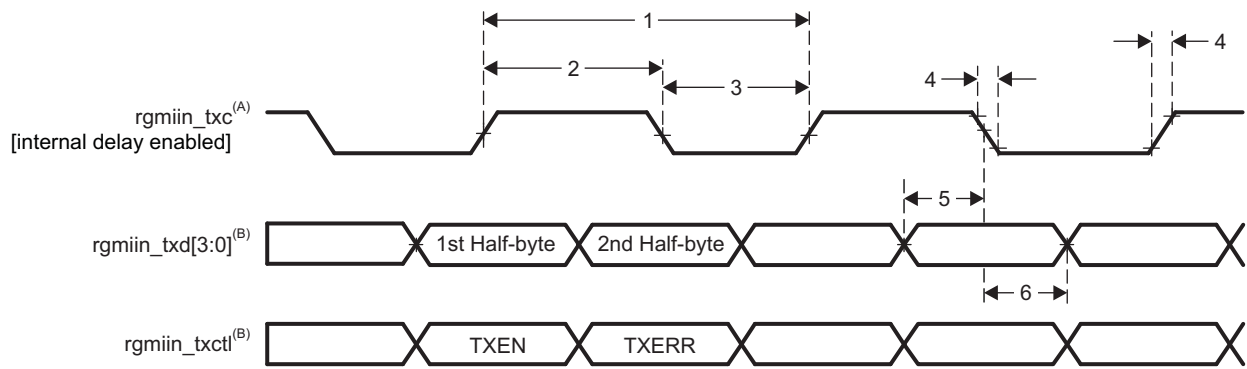 1
4
2
4
3
rgmiin_txc(A)
[internal delay enabled]
5
rgmiin_txd[3:0](B)
1st Half-byte
2nd Half-byte
6
rgmiin_txctl(B)
TXEN
TXERR